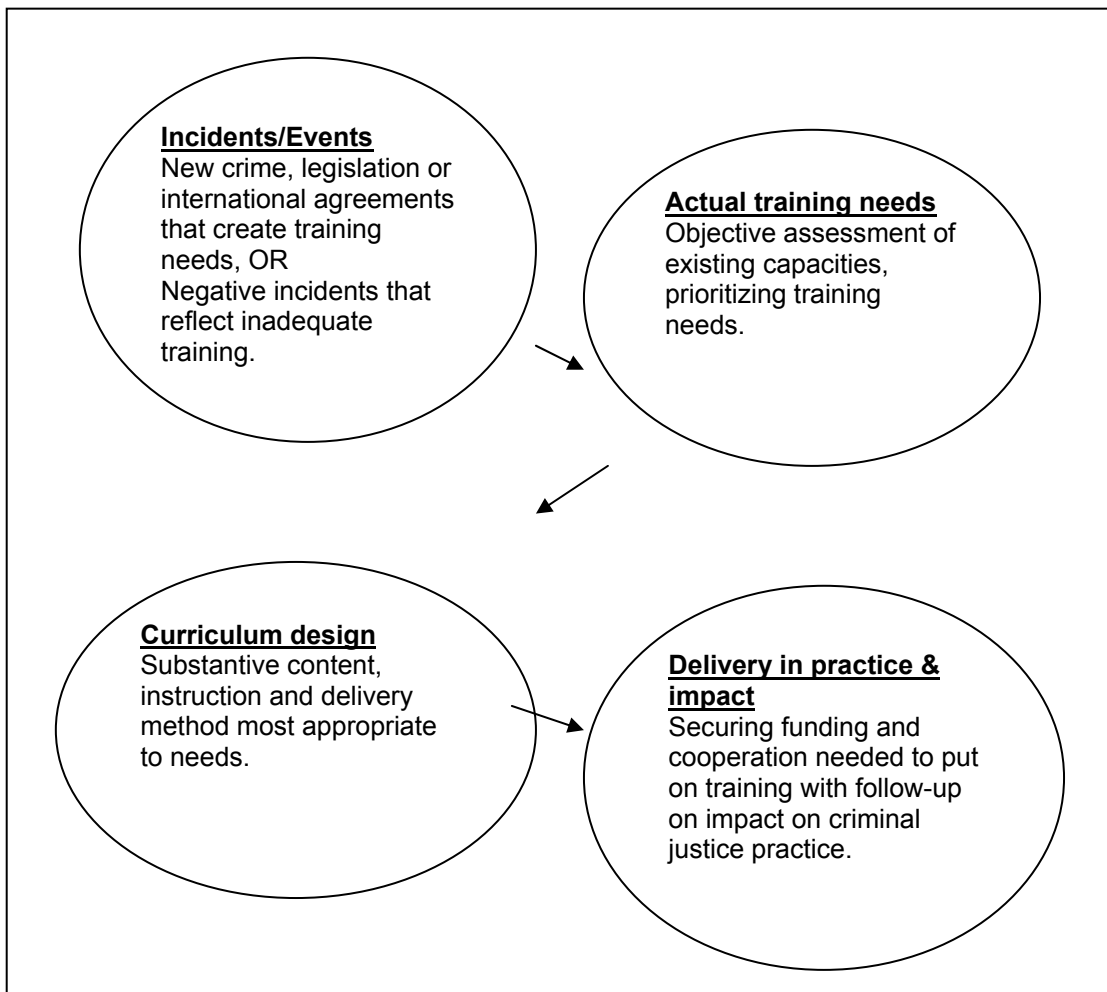 Incidents/Events
New crime, legislation or
international agreements
that create training
needs, OR
Negative incidents that
reflect inadequate
training.
Actual training needs
Objective assessment of
existing capacities,
prioritizing training
needs.
Curriculum design
Substantive content,
instruction and delivery
method most appropriate
to needs.
Delivery in practice &
impact
Securing funding and
cooperation needed to put
on training with follow-up
on impact on criminal
justice practice.